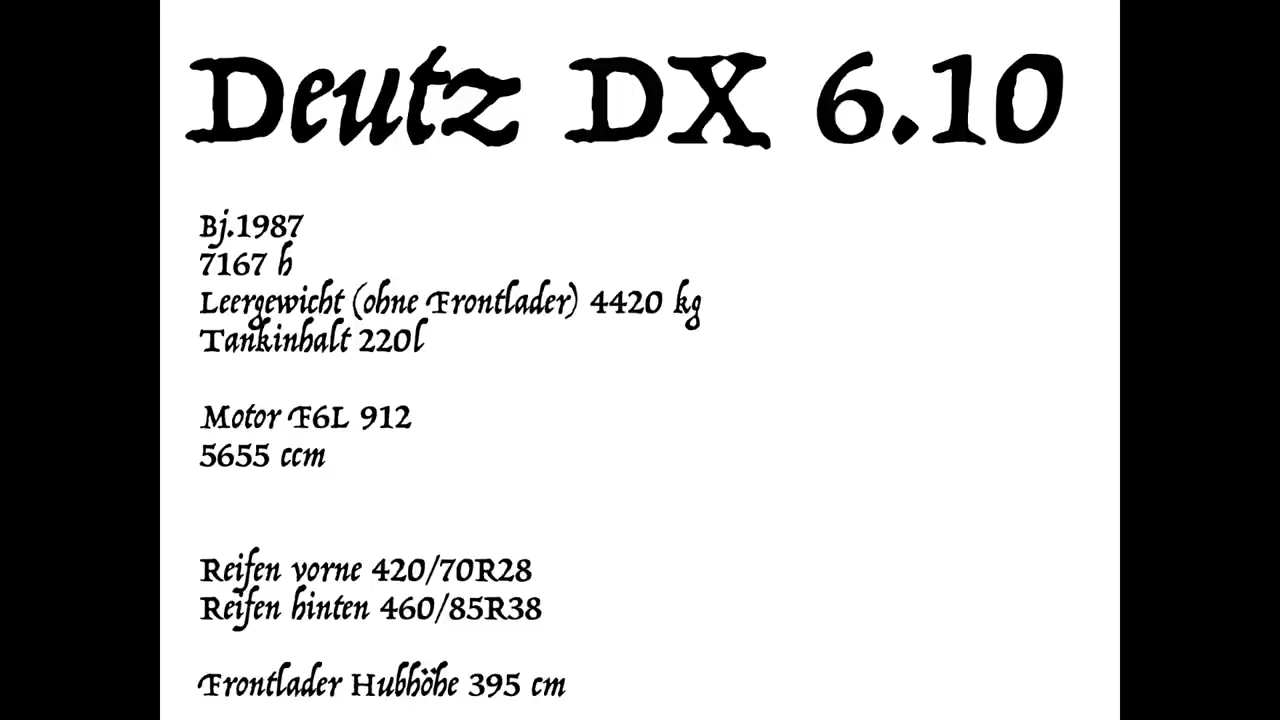 Deutz DX 6.10
Bj.1987
7167 h
Leergewicht (ohne Frontlader) 4420 kg
Tankinhalt 220l
Motor F6L 912
5655 ccm
Reifen vorne 420/70R28
Reifen hinten 460/85R38
Frontlader Hubhöhe 395 cm